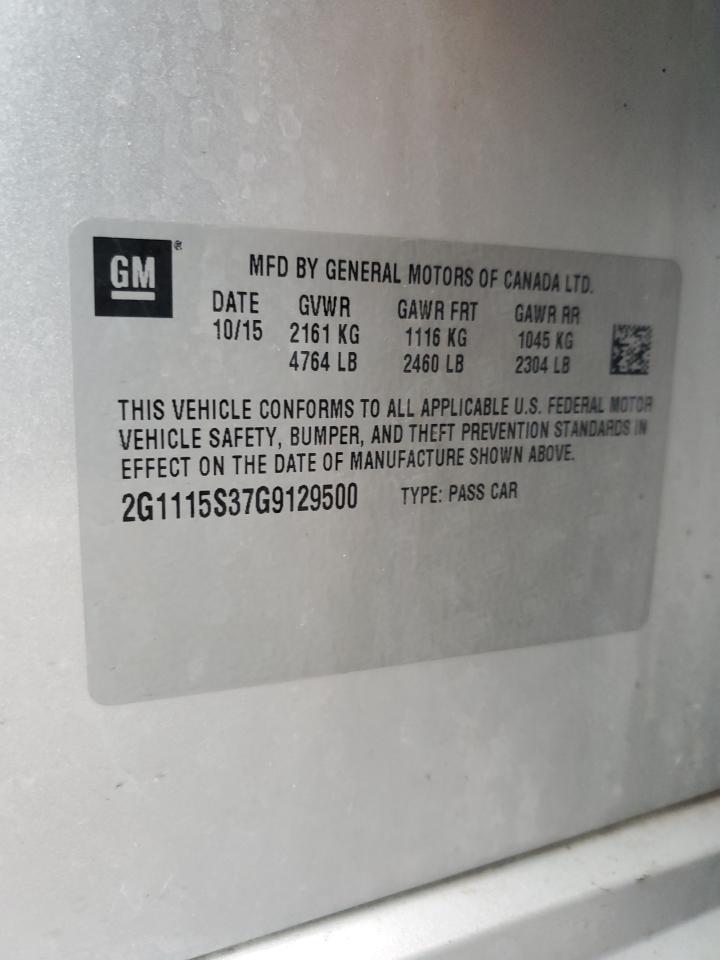 GM®
MFD BY GENERAL MOTORS OF CANADA LTD.
DATE GVWR GAWR FRT GAWR RR
10/15 2161 KG 1116 KG 1045 KG
4764 LB 2460 LB 2304 LB
THIS VEHICLE CONFORMS TO ALL APPLICABLE U.S. FEDERAL MOTOR
VEHICLE SAFETY, BUMPER, AND THEFT PREVENTION STANDARDS IN
EFFECT ON THE DATE OF MANUFACTURE SHOWN ABOVE.
2G1115S37G9129500 TYPE: PASS CAR